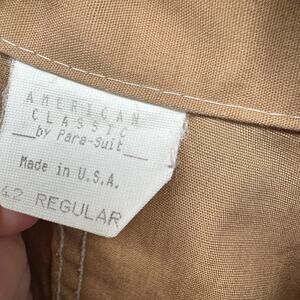 AMERICAN
CLASSIC
by Para-Suit
Made in U.S.A.
42 REGULAR